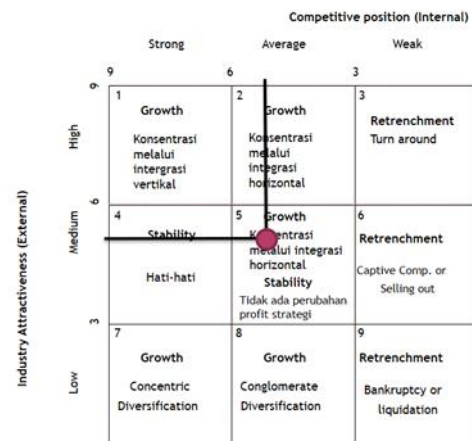 Competitive position (Internal)
Strong Average Weak
9 6 3
9
6
3
Industry Attractiveness (External)
High
Medium
Low
1
Growth
Konsentrasi
melalui
intergrasi
vertikal
2
Growth
Konsentrasi
melalui
integrasi
horizontal
3
Retrenchment
Turn around
4
Stability
Hati-hati
5
Growth
Konsentrasi
melalui integrasi
horizontal
Stability
Tidak ada perubahan
profit strategi
6
Retrenchment
Captive Comp. or
Selling out
7
Growth
Concentric
Diversification
8
Growth
Conglomerate
Diversification
9
Retrenchment
Bankruptcy or
liquidation